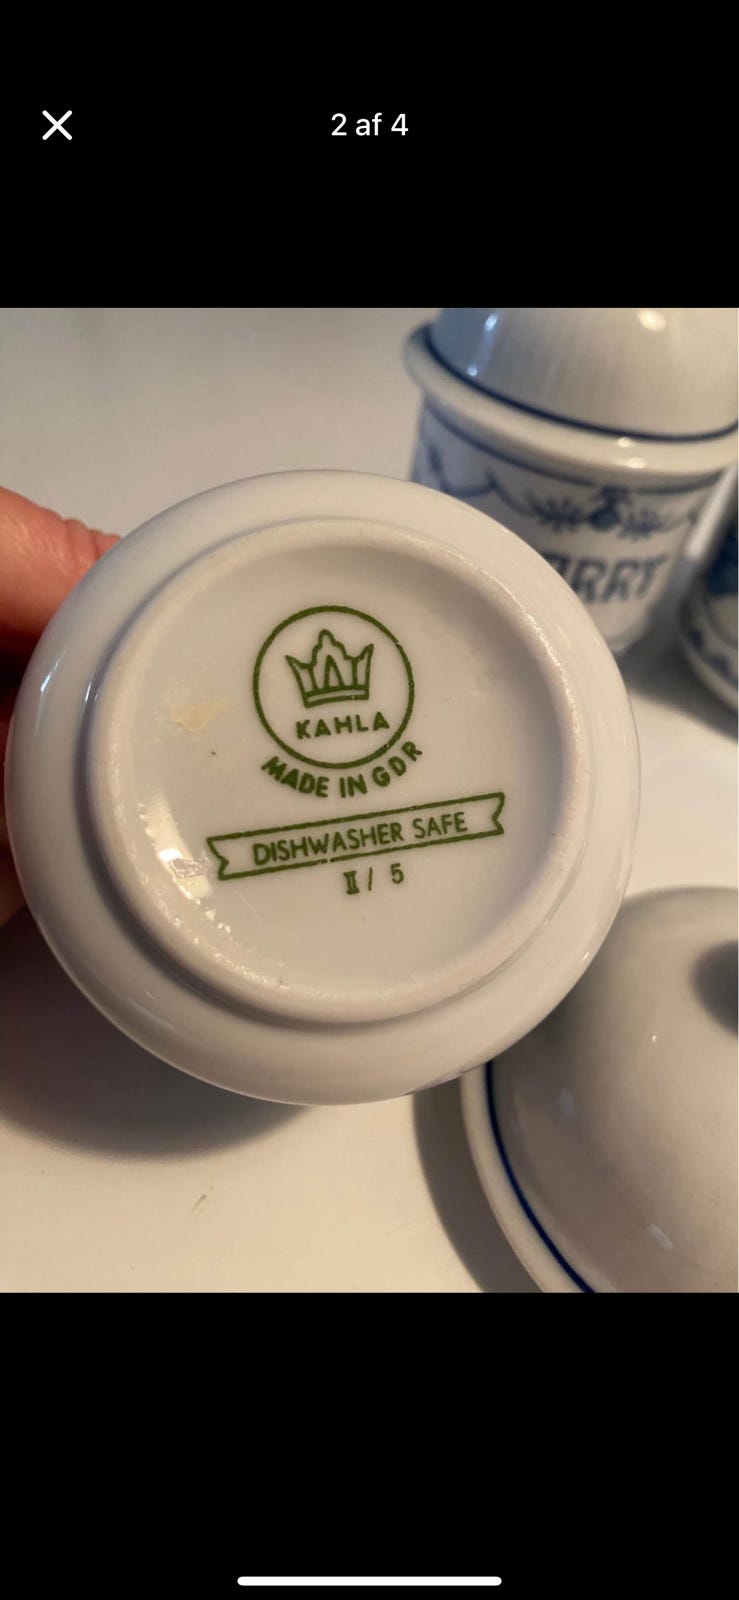 2 af 4
KAHLA
MADE IN GDR
DISHWASHER SAFE
II / 5